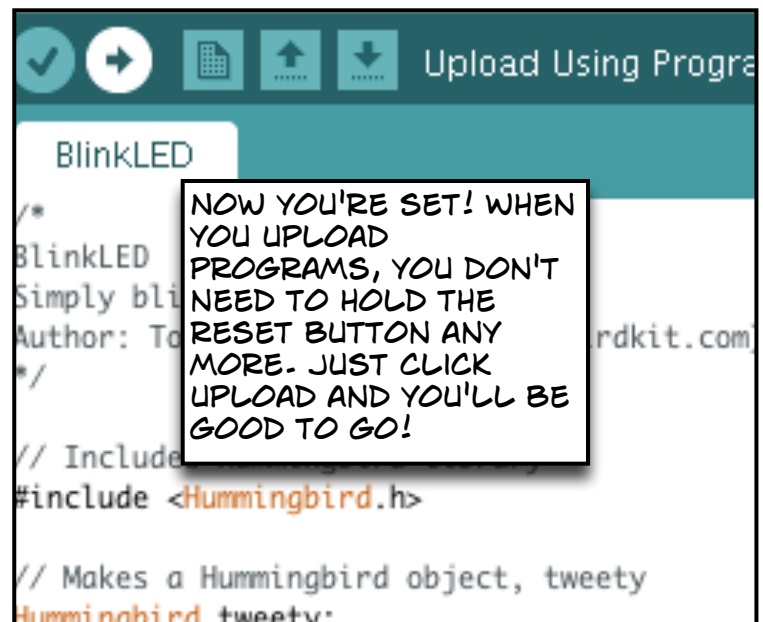 Upload Using Progra
BlinkLED
/*
BlinkLED
Simply bli
Author: To
rdkit.com)
*/
NOW YOU'RE SET! WHEN
YOU UPLOAD
PROGRAMS, YOU DON'T
NEED TO HOLD THE
RESET BUTTON ANY
MORE. JUST CLICK
UPLOAD AND YOU'LL BE
GOOD TO GO!
// Include
#include <Hummingbird.h>
// Makes a Hummingbird object, tweety
Hummingbird tweety;